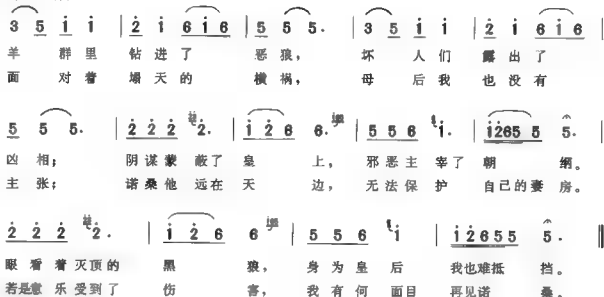 3 5 i i | 2 i 6 i 6 | 5 5 5. | 3 5 i i | 2 i 6 i 6 |
羊 群里 钻进了 恶狼， 坏 人们 露出了
面 对着 塌天的 横祸， 母 后我 也没有
5 5 5. | 2 2 2 2. | i 2 6 6. | 5 5 6 i. | i265 5 5. |
凶相； 阴谋蒙蔽了 皇 上， 邪恶主宰了 朝 纲。
主张； 诺桑他远在 天 边， 无法保护 自己的妻房。
2 2 2 2. | i 2 6 6 | 5 5 6 i | i 2 6 5 5 5. ‖
眼看着灭顶的 黑 狼， 身为皇后 我也难抵 挡。
若是意乐受到了 伤 害， 我有何面目 再见诺 桑。